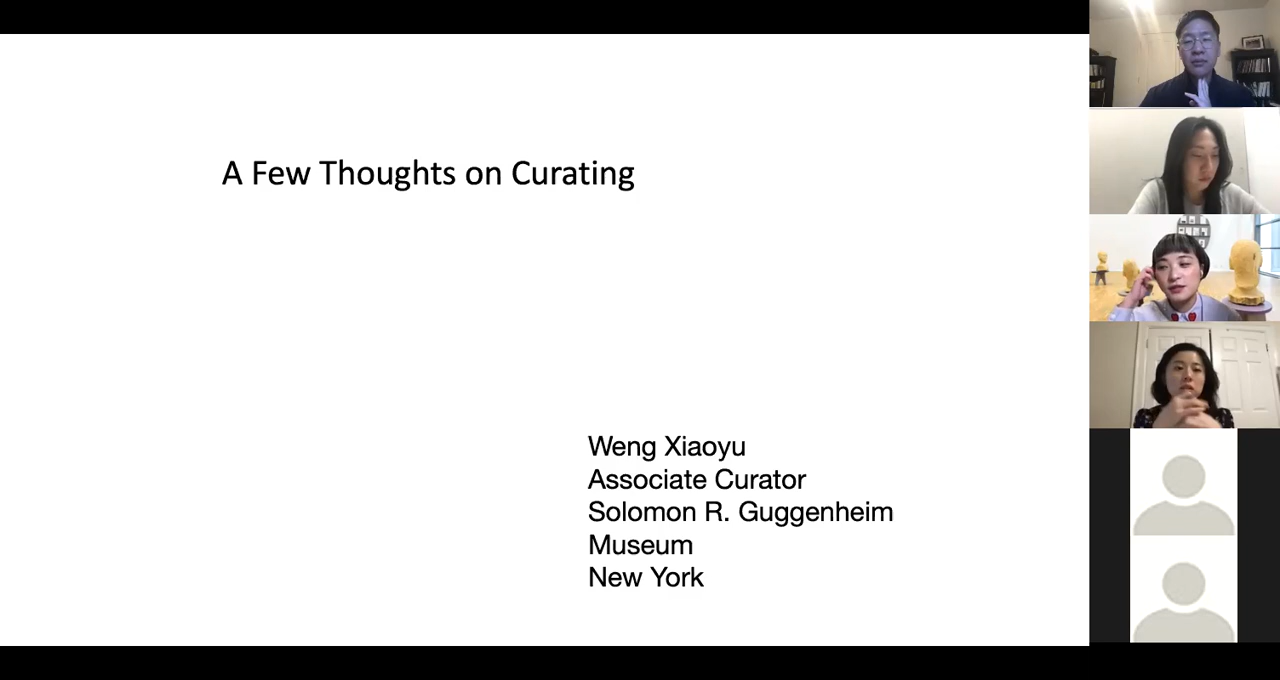 A Few Thoughts on Curating
Weng Xiaoyu
Associate Curator
Solomon R. Guggenheim
Museum
New York